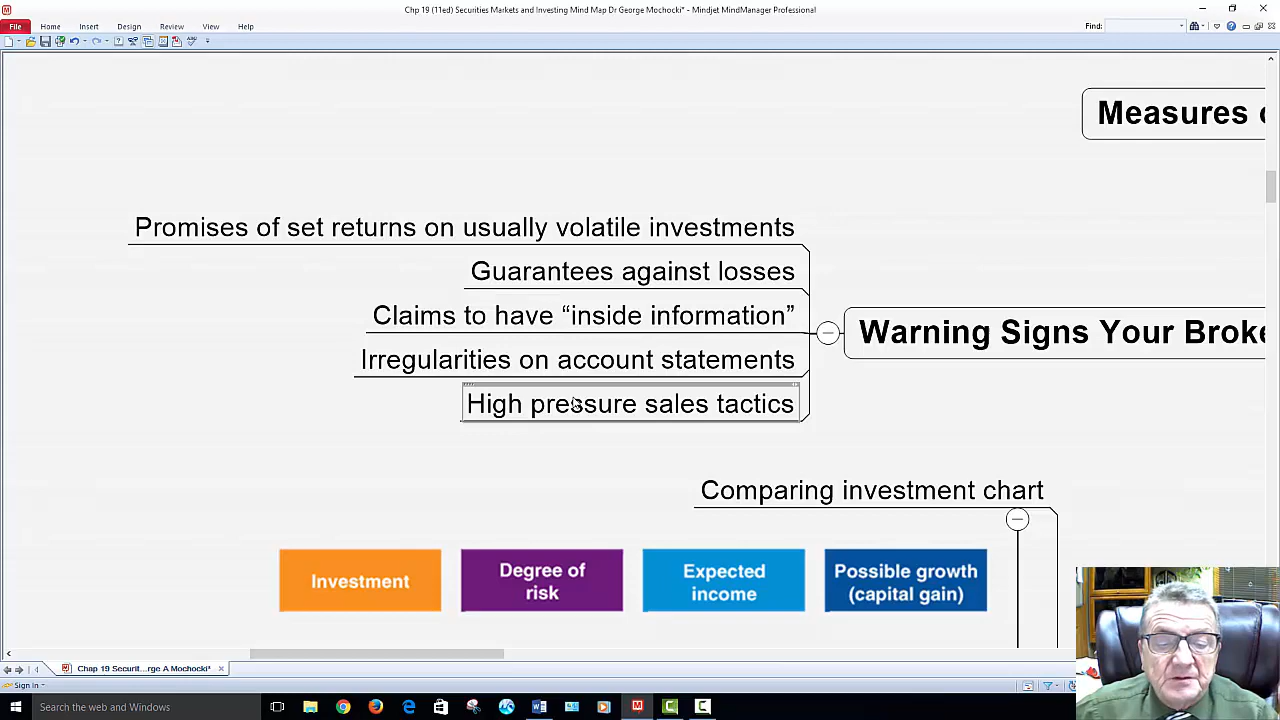 Chp 19 (11ed) Securities Markets and Investing Mind Map Dr George Mochocki* - Mindjet MindManager Professional
File Home Insert Design Review View Help
Find:
Measures
Promises of set returns on usually volatile investments
Guarantees against losses
Claims to have “inside information”
Warning Signs Your Broke
Irregularities on account statements
High pressure sales tactics
Comparing investment chart
Investment
Degree of
risk
Expected
income
Possible growth
(capital gain)
Chap 19 Securit...rge A Mochocki*
Sign In
Search the web and Windows